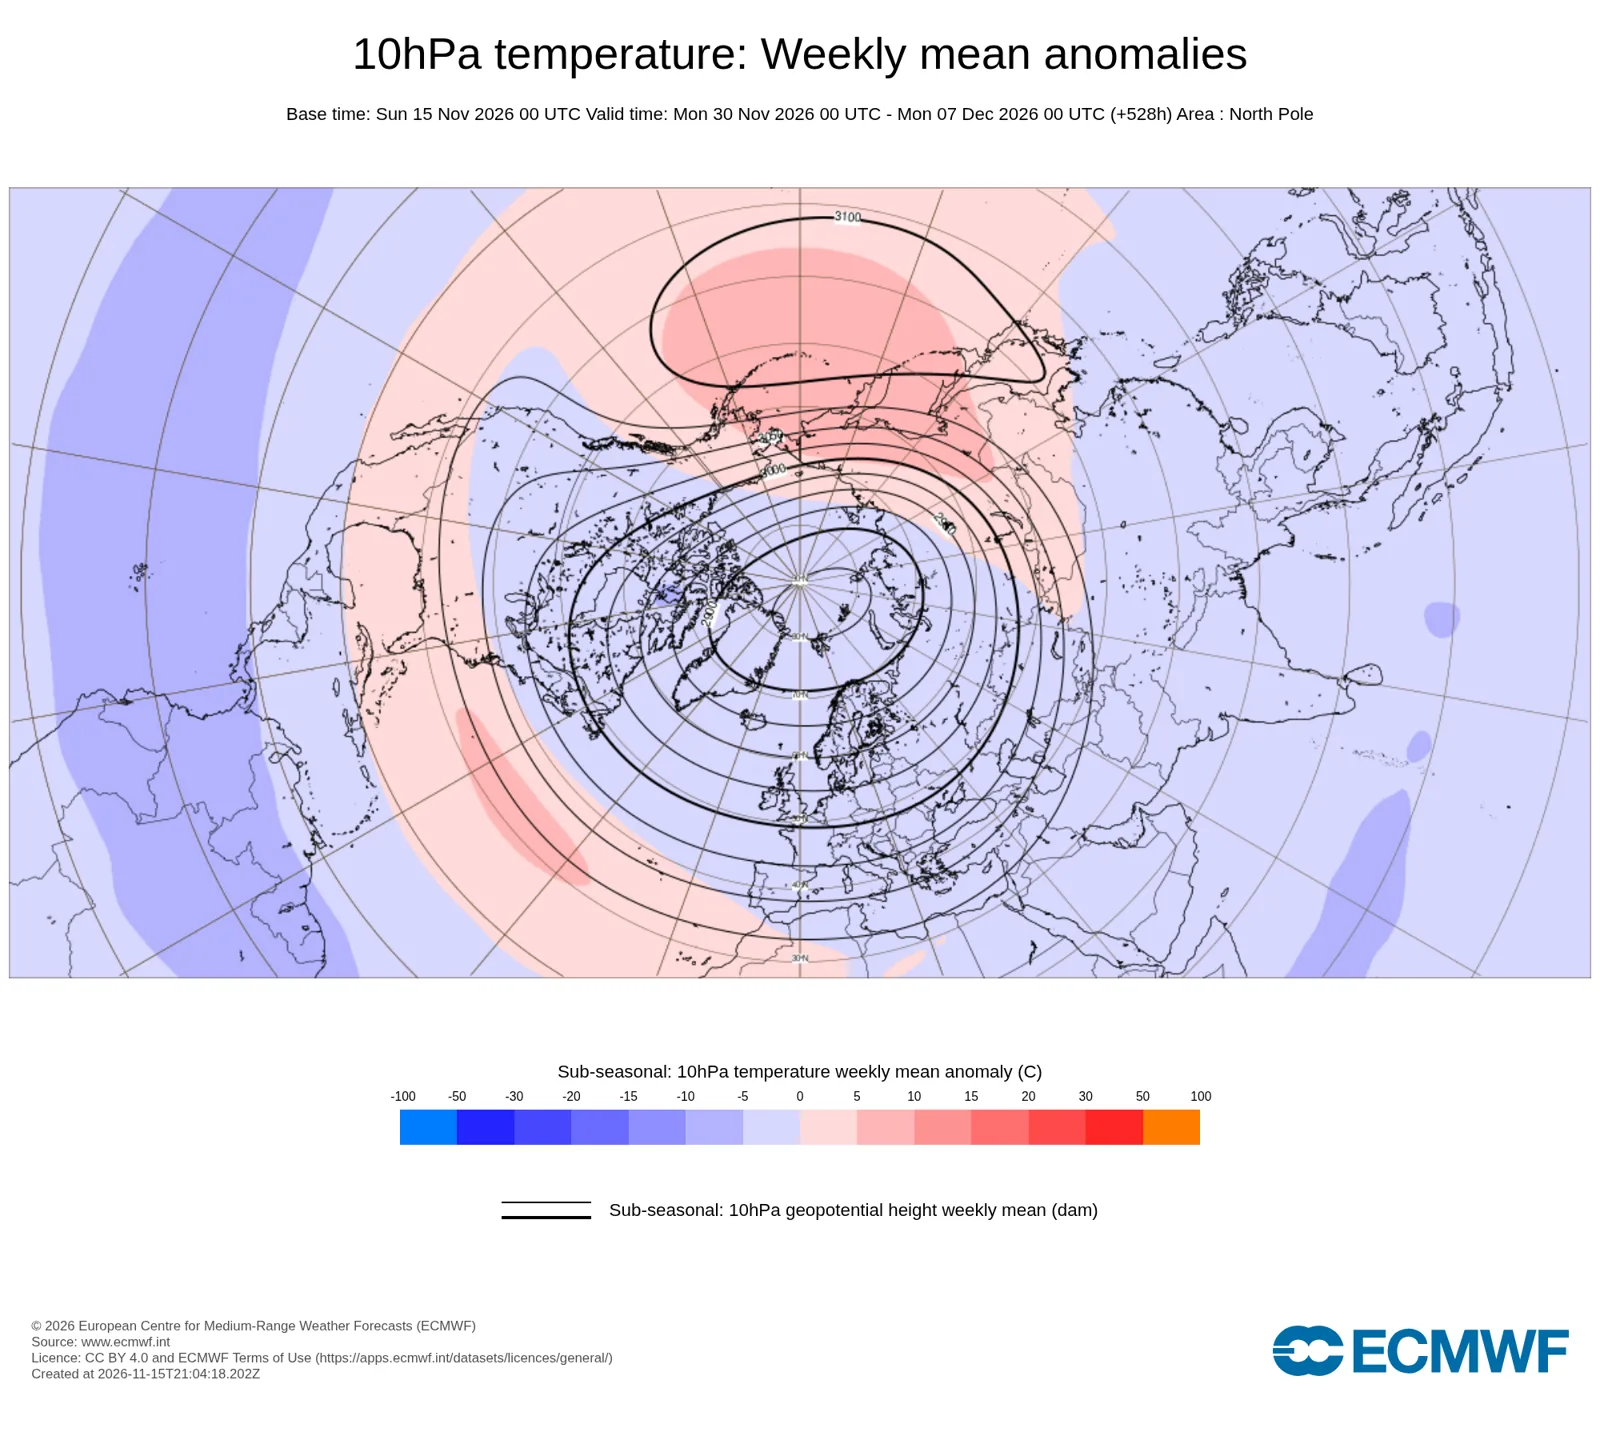 10hPa temperature: Weekly mean anomalies
Base time: Sun 15 Nov 2026 00 UTC Valid time: Mon 30 Nov 2026 00 UTC - Mon 07 Dec 2026 00 UTC (+528h) Area : North Pole
3100
3050
3000
2900
80°N
70°N
40°N
30°N
Sub-seasonal: 10hPa temperature weekly mean anomaly (C)
-100 -50 -30 -20 -15 -10 -5 0 5 10 15 20 30 50 100
Sub-seasonal: 10hPa geopotential height weekly mean (dam)
© 2026 European Centre for Medium-Range Weather Forecasts (ECMWF)
Source: www.ecmwf.int
Licence: CC BY 4.0 and ECMWF Terms of Use (https://apps.ecmwf.int/datasets/licences/general/)
Created at 2026-11-15T21:04:18.202Z
ECMWF